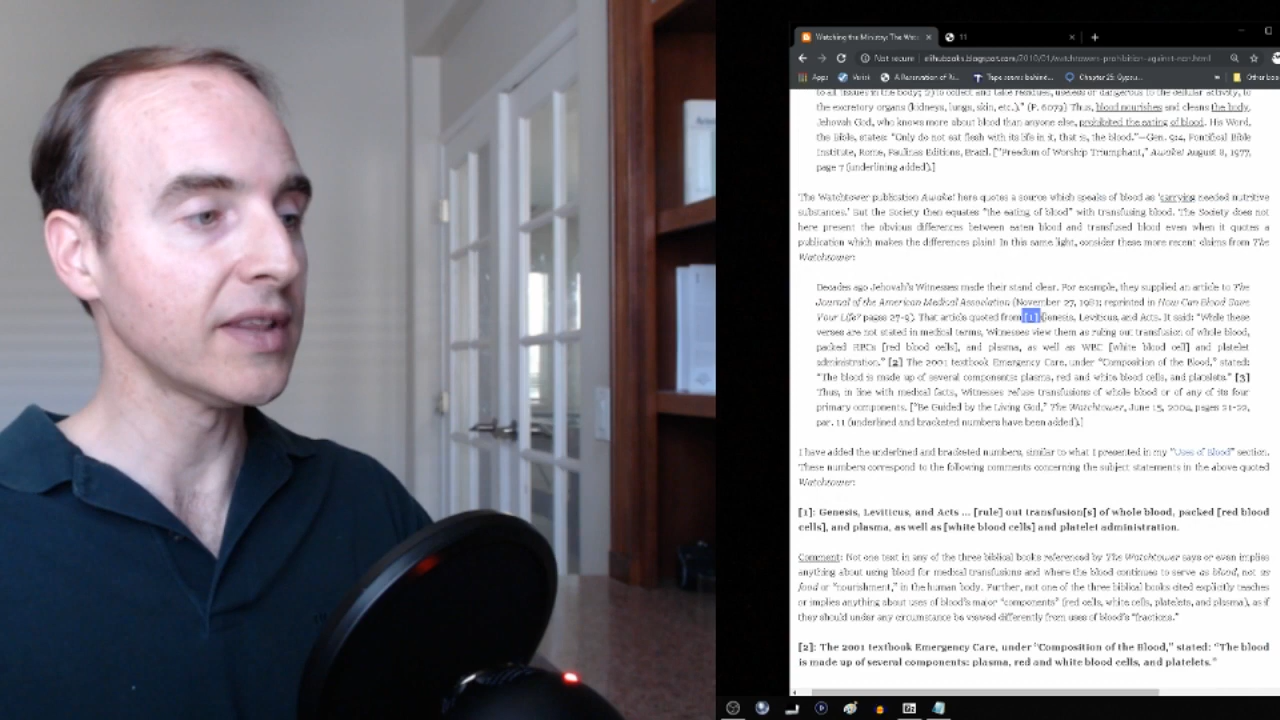 Watching the Ministry: The Wat
11
Not secure | elihubooks.blogspot.com/2010/01/watchtowers-prohibition-against-non.html
Apps
Other boo
to all tissues in the body; 2) to collect and take residues, useless or dangerous to the cellular activity, to
the excretory organs (kidneys, lungs, skin, etc.)." (P. 6079) Thus, blood nourishes and cleans the body.
Jehovah God, who knows more about blood than anyone else, prohibited the eating of blood. His Word,
the Bible, states: "Only do not eat flesh with its life in it, that is, the blood."—Gen. 9:4, Pontifical Bible
Institute, Rome, Paulinas Editions, Brazil. ["Freedom of Worship Triumphant," Awake! August 8, 1977,
page 7 (underlining added).]
The Watchtower publication Awake! here quotes a source which speaks of blood as 'carrying needed nutritive
substances.' But the Society then equates "the eating of blood" with transfusing blood. The Society does not
here present the obvious differences between eaten blood and transfused blood even when it quotes a
publication which makes the differences plain! In this same light, consider these more recent claims from The
Watchtower:
Decades ago Jehovah's Witnesses made their stand clear. For example, they supplied an article to The
Journal of the American Medical Association (November 27, 1981; reprinted in How Can Blood Save
Your Life? pages 27-9). That article quoted from [1] Genesis, Leviticus, and Acts. It said: "While these
verses are not stated in medical terms, Witnesses view them as ruling out transfusion of whole blood,
packed RBCs [red blood cells], and plasma, as well as WBC [white blood cell] and platelet
administration." [2] The 2001 textbook Emergency Care, under "Composition of the Blood," stated:
"The blood is made up of several components: plasma, red and white blood cells, and platelets." [3]
Thus, in line with medical facts, Witnesses refuse transfusions of whole blood or of any of its four
primary components. ["Be Guided by the Living God," The Watchtower, June 15, 2004, pages 21-22,
par. 11 (underlined and bracketed numbers have been added).]
I have added the underlined and bracketed numbers, similar to what I presented in my "Uses of Blood" section.
These numbers correspond to the following comments concerning the subject statements in the above quoted
Watchtower:
[1]: Genesis, Leviticus, and Acts ... [rule] out transfusion[s] of whole blood, packed [red blood
cells], and plasma, as well as [white blood cells] and platelet administration.
Comment: Not one text in any of the three biblical books referenced by The Watchtower says or even implies
anything about using blood for medical transfusions and where the blood continues to serve as blood, not as
food or "nourishment," in the human body. Further, not one of the three biblical books cited explicitly teaches
or implies anything about uses of blood's major "components" (red cells, white cells, platelets, and plasma), as if
they should under any circumstance be viewed differently from uses of blood's "fractions."
[2]: The 2001 textbook Emergency Care, under "Composition of the Blood," stated: "The blood
is made up of several components: plasma, red and white blood cells, and platelets."